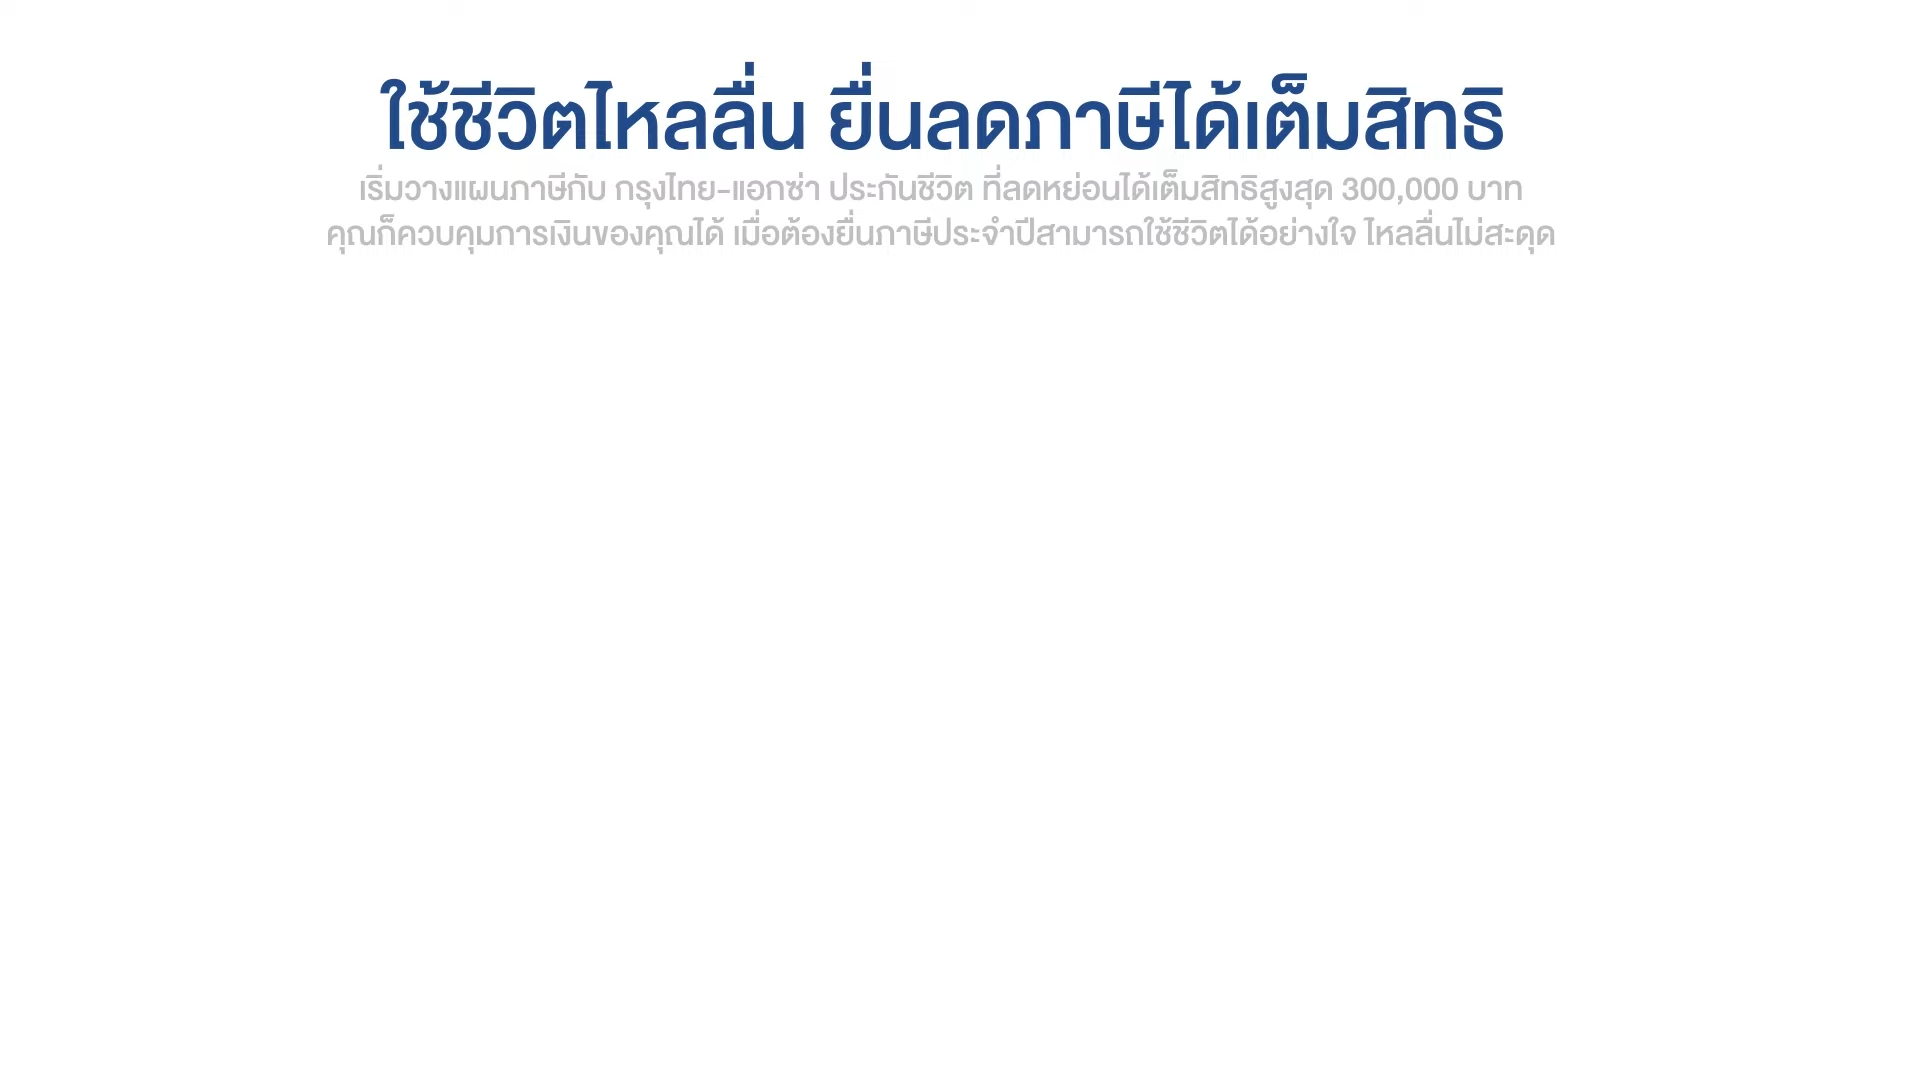 ใช้ชีวิตไหลลื่น ยื่นลดภาษีได้เต็มสิทธิ
เริ่มวางแผนภาษีกับ กรุงไทย-แอกซ่า ประกันชีวิต ที่ลดหย่อนได้เต็มสิทธิสูงสุด 300,000 บาท
คุณก็ควบคุมการเงินของคุณได้ เมื่อต้องยื่นภาษีประจำปีสามารถใช้ชีวิตได้อย่างใจ ไหลลื่นไม่สะดุด